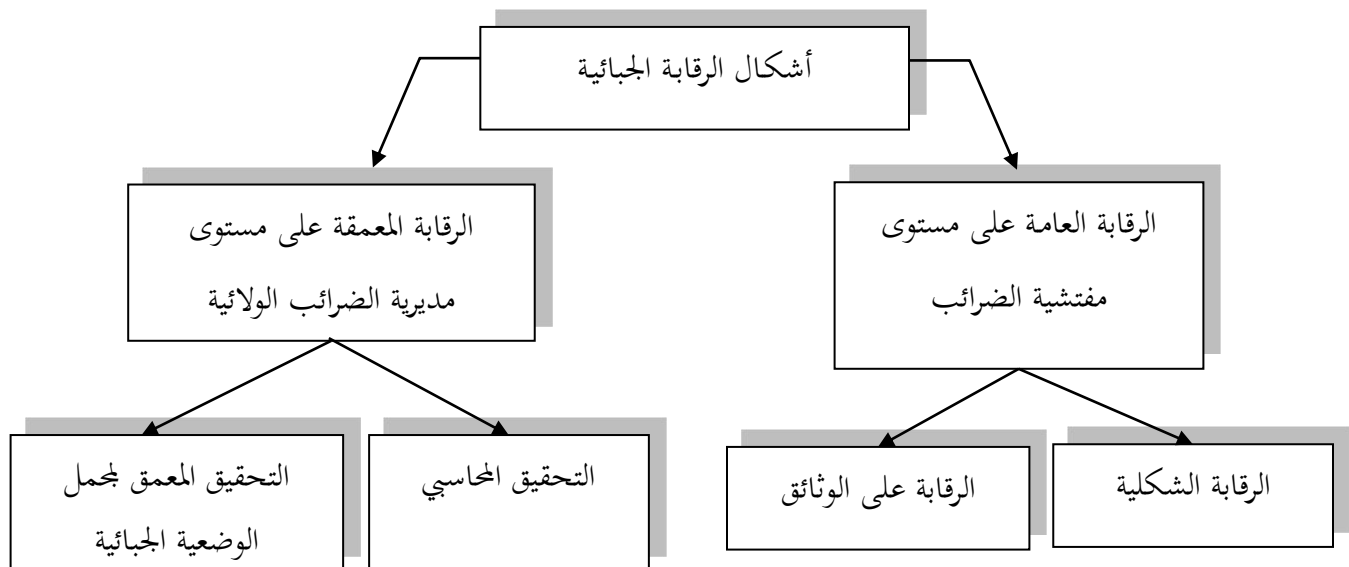 أشكال الرقابة الجبائية
الرقابة العامة على مستوى
مفتشية الضرائب
الرقابة المعمقة على مستوى
مديرية الضرائب الولائية
الرقابة الشكلية
الرقابة على الوثائق
التحقيق المحاسبي
التحقيق المعمق لمجمل
الوضعية الجبائية